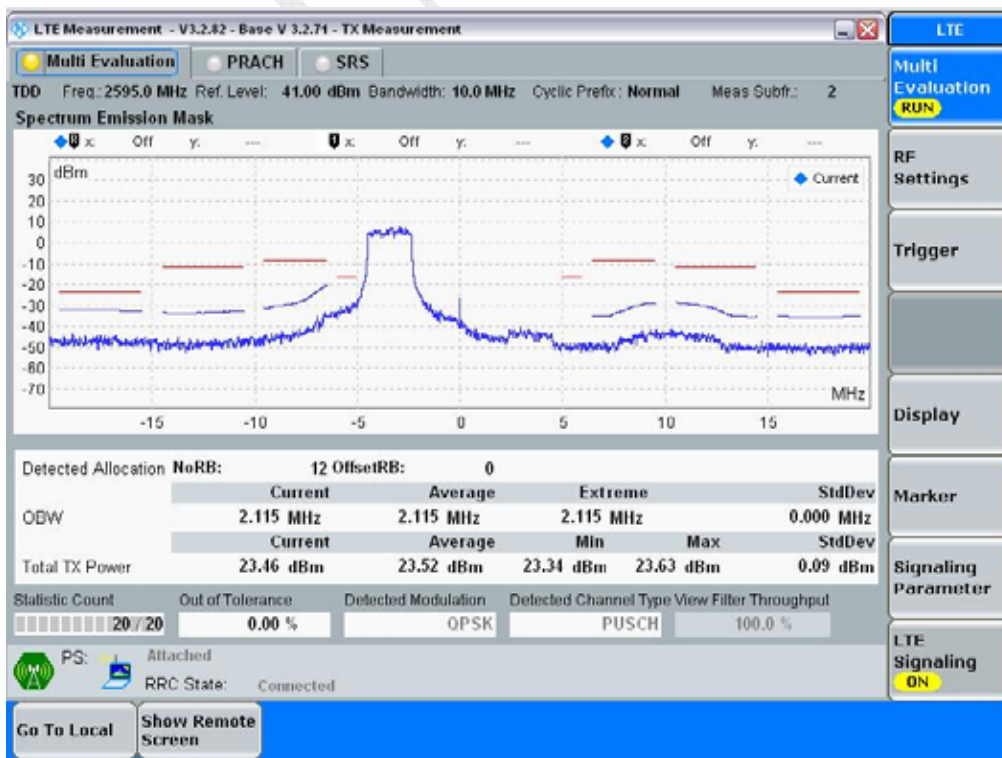 LTE Measurement - V3.2.82 - Base V 3.2.71 - TX Measurement
LTE
Multi Evaluation PRACH SRS
Multi Evaluation RUN
TDD Freq.: 2595.0 MHz Ref. Level: 41.00 dBm Bandwidth: 10.0 MHz Cyclic Prefix: Normal Meas Subfr.: 2
Spectrum Emission Mask
x: Off y: --- 1 x: Off y: --- 2 x: Off y: ---
dBm
Current
30
20
10
0
-10
-20
-30
-40
-50
-60
-70
MHz
-15 -10 -5 0 5 10 15
RF Settings
Trigger
Display
Marker
Signaling Parameter
LTE Signaling ON
Detected Allocation NoRB: 12 OffsetRB: 0
Current Average Extreme StdDev
OBW 2.115 MHz 2.115 MHz 2.115 MHz 0.000 MHz
Current Average Min Max StdDev
Total TX Power 23.46 dBm 23.52 dBm 23.34 dBm 23.63 dBm 0.09 dBm
Statistic Count Out of Tolerance Detected Modulation Detected Channel Type View Filter Throughput
20 / 20 0.00 % QPSK PUSCH 100.0 %
PS: Attached
RRC State: Connected
Go To Local Show Remote Screen